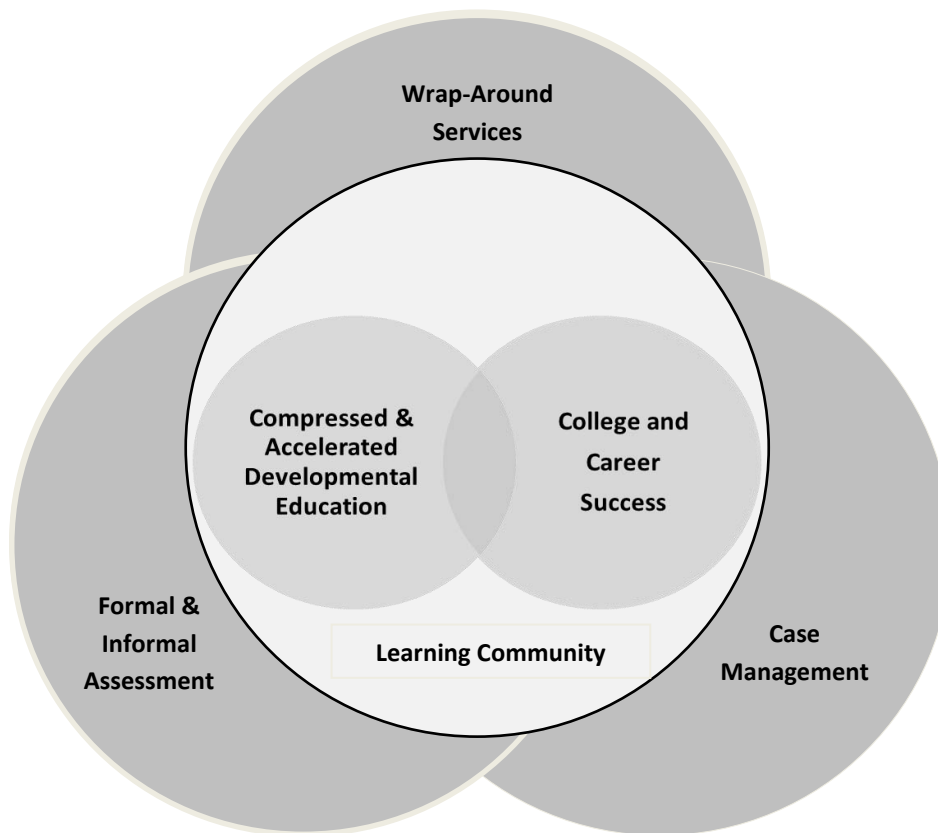 Wrap-Around
Services
Compressed &
Accelerated
Developmental
Education
College and
Career
Success
Formal &
Informal
Assessment
Learning Community
Case
Management